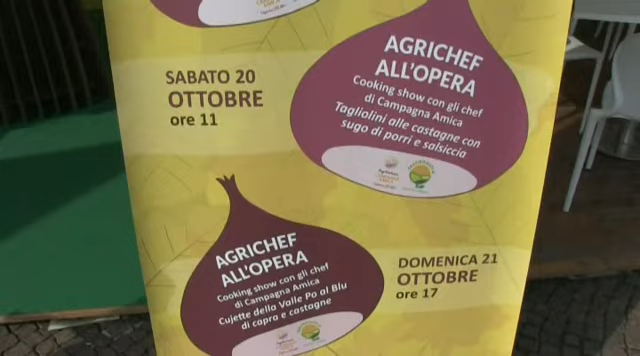 SABATO 20
OTTOBRE
ore 11
AGRICHEF
ALL'OPERA
Cooking show con gli chef
di Campagna Amica
Tagliolini alle castagne con
sugo di porri e salsiccia
AGRICHEF
ALL'OPERA
Cooking show con gli chef
di Campagna Amica
Cujette della Valle Po al Blu
di capra e castagne
DOMENICA 21
OTTOBRE
ore 17